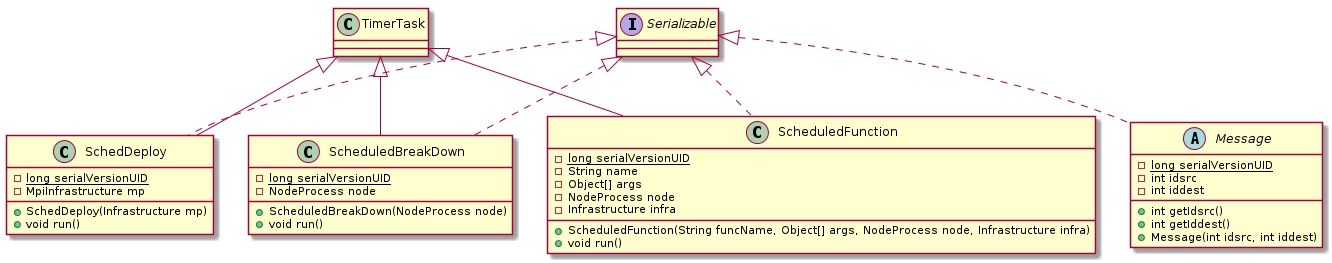 C TimerTask
I Serializable
C SchedDeploy
long serialVersionUID
MpiInfrastructure mp
SchedDeploy(Infrastructure mp)
void run()
C ScheduledBreakDown
long serialVersionUID
NodeProcess node
ScheduledBreakDown(NodeProcess node)
void run()
C ScheduledFunction
long serialVersionUID
String name
Object[] args
NodeProcess node
Infrastructure infra
ScheduledFunction(String funcName, Object[] args, NodeProcess node, Infrastructure infra)
void run()
A Message
long serialVersionUID
int idsrc
int iddest
int getIdsrc()
int getIddest()
Message(int idsrc, int iddest)